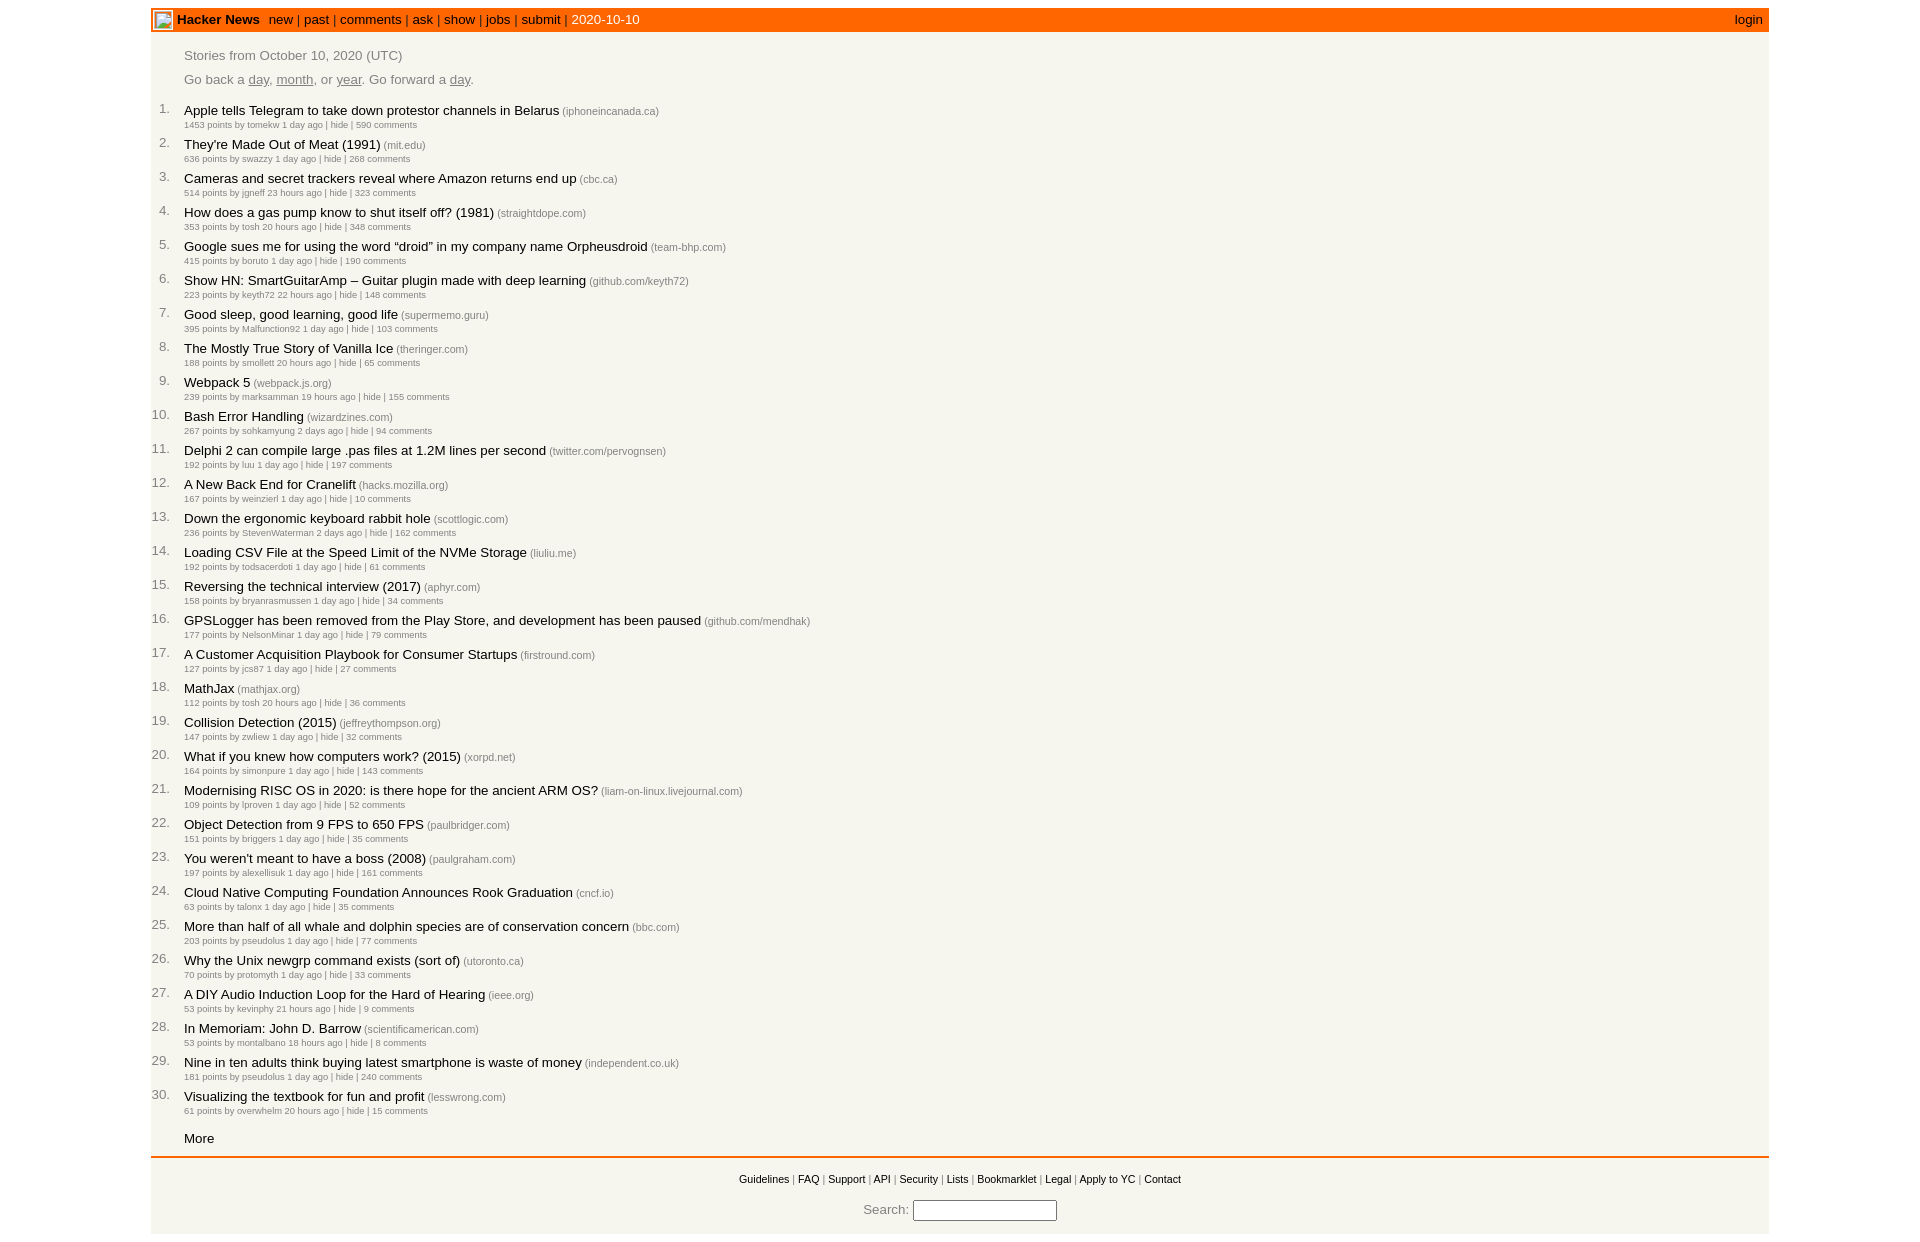 Hacker News new | past | comments | ask | show | jobs | submit | 2020-10-10 login
Stories from October 10, 2020 (UTC)
Go back a day, month, or year. Go forward a day.
1. Apple tells Telegram to take down protestor channels in Belarus (iphoneincanada.ca)
1453 points by tomekw 1 day ago | hide | 590 comments
2. They're Made Out of Meat (1991) (mit.edu)
636 points by swazzy 1 day ago | hide | 268 comments
3. Cameras and secret trackers reveal where Amazon returns end up (cbc.ca)
514 points by jgneff 23 hours ago | hide | 323 comments
4. How does a gas pump know to shut itself off? (1981) (straightdope.com)
353 points by tosh 20 hours ago | hide | 348 comments
5. Google sues me for using the word “droid” in my company name Orpheusdroid (team-bhp.com)
415 points by boruto 1 day ago | hide | 190 comments
6. Show HN: SmartGuitarAmp – Guitar plugin made with deep learning (github.com/keyth72)
223 points by keyth72 22 hours ago | hide | 148 comments
7. Good sleep, good learning, good life (supermemo.guru)
395 points by Malfunction92 1 day ago | hide | 103 comments
8. The Mostly True Story of Vanilla Ice (theringer.com)
188 points by smollett 20 hours ago | hide | 65 comments
9. Webpack 5 (webpack.js.org)
239 points by marksamman 19 hours ago | hide | 155 comments
10. Bash Error Handling (wizardzines.com)
267 points by sohkamyung 2 days ago | hide | 94 comments
11. Delphi 2 can compile large .pas files at 1.2M lines per second (twitter.com/pervognsen)
192 points by luu 1 day ago | hide | 197 comments
12. A New Back End for Cranelift (hacks.mozilla.org)
167 points by weinzierl 1 day ago | hide | 10 comments
13. Down the ergonomic keyboard rabbit hole (scottlogic.com)
236 points by StevenWaterman 2 days ago | hide | 162 comments
14. Loading CSV File at the Speed Limit of the NVMe Storage (liuliu.me)
192 points by todsacerdoti 1 day ago | hide | 61 comments
15. Reversing the technical interview (2017) (aphyr.com)
158 points by bryanrasmussen 1 day ago | hide | 34 comments
16. GPSLogger has been removed from the Play Store, and development has been paused (github.com/mendhak)
177 points by NelsonMinar 1 day ago | hide | 79 comments
17. A Customer Acquisition Playbook for Consumer Startups (firstround.com)
127 points by jcs87 1 day ago | hide | 27 comments
18. MathJax (mathjax.org)
112 points by tosh 20 hours ago | hide | 36 comments
19. Collision Detection (2015) (jeffreythompson.org)
147 points by zwliew 1 day ago | hide | 32 comments
20. What if you knew how computers work? (2015) (xorpd.net)
164 points by simonpure 1 day ago | hide | 143 comments
21. Modernising RISC OS in 2020: is there hope for the ancient ARM OS? (liam-on-linux.livejournal.com)
109 points by lproven 1 day ago | hide | 52 comments
22. Object Detection from 9 FPS to 650 FPS (paulbridger.com)
151 points by briggers 1 day ago | hide | 35 comments
23. You weren't meant to have a boss (2008) (paulgraham.com)
197 points by alexellisuk 1 day ago | hide | 161 comments
24. Cloud Native Computing Foundation Announces Rook Graduation (cncf.io)
63 points by talonx 1 day ago | hide | 35 comments
25. More than half of all whale and dolphin species are of conservation concern (bbc.com)
203 points by pseudolus 1 day ago | hide | 77 comments
26. Why the Unix newgrp command exists (sort of) (utoronto.ca)
70 points by protomyth 1 day ago | hide | 33 comments
27. A DIY Audio Induction Loop for the Hard of Hearing (ieee.org)
53 points by kevinphy 21 hours ago | hide | 9 comments
28. In Memoriam: John D. Barrow (scientificamerican.com)
53 points by montalbano 18 hours ago | hide | 8 comments
29. Nine in ten adults think buying latest smartphone is waste of money (independent.co.uk)
181 points by pseudolus 1 day ago | hide | 240 comments
30. Visualizing the textbook for fun and profit (lesswrong.com)
61 points by overwhelm 20 hours ago | hide | 15 comments
More
Guidelines | FAQ | Support | API | Security | Lists | Bookmarklet | Legal | Apply to YC | Contact
Search: